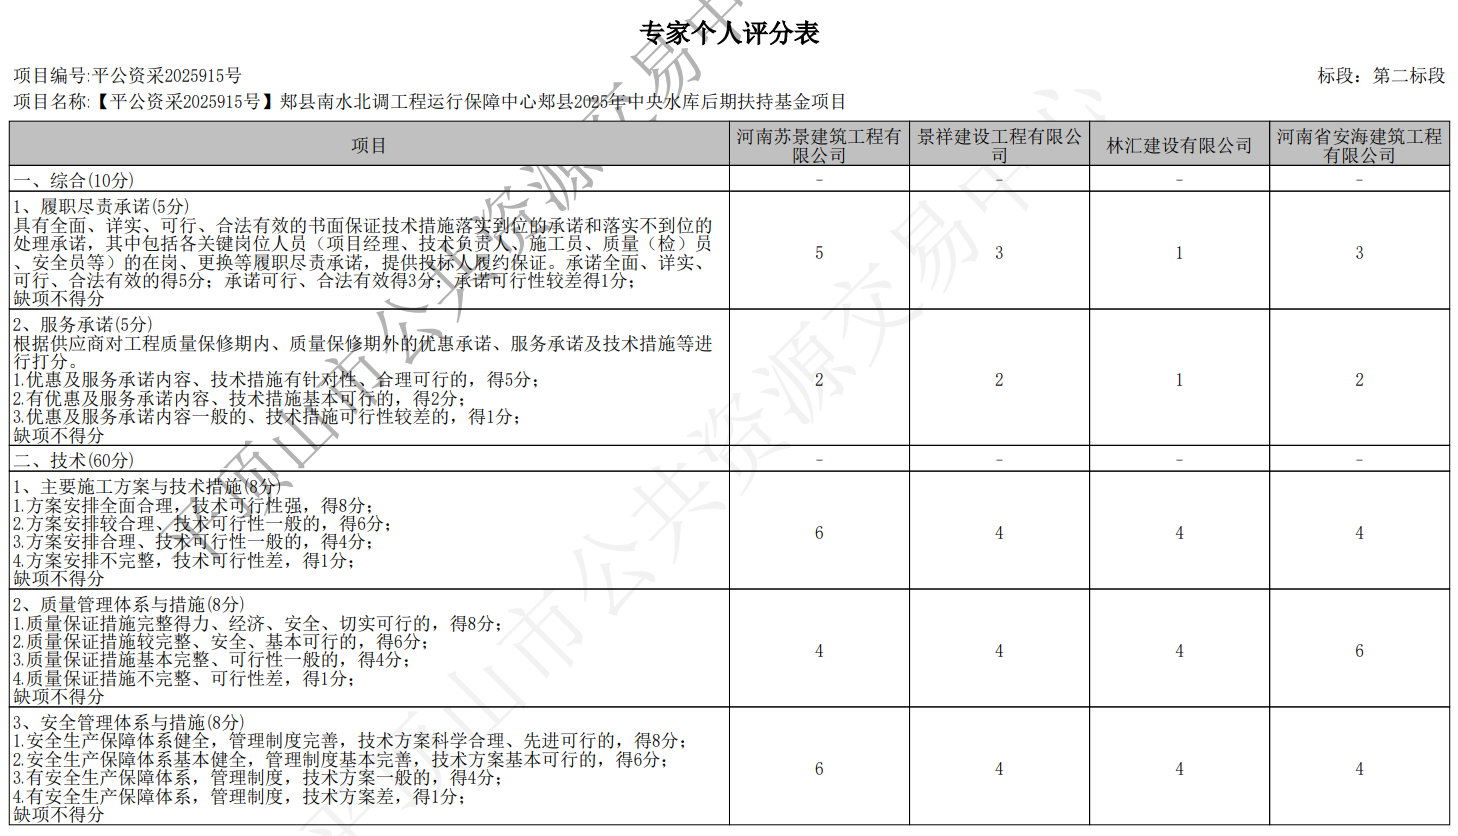 专家个人评分表
项目编号:平公资采2025915号
标段：第二标段
项目名称:【平公资采2025915号】郏县南水北调工程运行保障中心郏县2025年中央水库后期扶持基金项目
项目 河南苏景建筑工程有限公司 景祥建设工程有限公司 林汇建设有限公司 河南省安海建筑工程有限公司
一、综合(10分) - - - -
1、履职尽责承诺(5分)
具有全面、详实、可行、合法有效的书面保证技术措施落实到位的承诺和落实不到位的
处理承诺，其中包括各关键岗位人员（项目经理、技术负责人、施工员、质量（检）员
、安全员等）的在岗、更换等履职尽责承诺，提供投标人履约保证。承诺全面、详实、
可行、合法有效的得5分；承诺可行、合法有效得3分；承诺可行性较差得1分；
缺项不得分
5 3 1 3
2、服务承诺(5分)
根据供应商对工程质量保修期内、质量保修期外的优惠承诺、服务承诺及技术措施等进
行打分。
1.优惠及服务承诺内容、技术措施有针对性、合理可行的，得5分；
2.有优惠及服务承诺内容、技术措施基本可行的，得2分；
3.优惠及服务承诺内容一般的、技术措施可行性较差的，得1分；
缺项不得分
2 2 1 2
二、技术(60分) - - - -
1、主要施工方案与技术措施(8分)
1.方案安排全面合理，技术可行性强，得8分；
2.方案安排较合理、技术可行性一般的，得6分；
3.方案安排合理、技术可行性一般的，得4分；
4.方案安排不完整，技术可行性差，得1分；
缺项不得分
6 4 4 4
2、质量管理体系与措施(8分)
1.质量保证措施完整得力、经济、安全、切实可行的，得8分；
2.质量保证措施较完整、安全、基本可行的，得6分；
3.质量保证措施基本完整、可行性一般的，得4分；
4.质量保证措施不完整、可行性差，得1分；
缺项不得分
4 4 4 6
3、安全管理体系与措施(8分)
1.安全生产保障体系健全，管理制度完善，技术方案科学合理、先进可行的，得8分；
2.安全生产保障体系基本健全，管理制度基本完善，技术方案基本可行的，得6分；
3.有安全生产保障体系，管理制度，技术方案一般的，得4分；
4.有安全生产保障体系，管理制度，技术方案差，得1分；
缺项不得分
6 4 4 4
平顶山市公共资源交易中
平顶山市公共资源交易中心